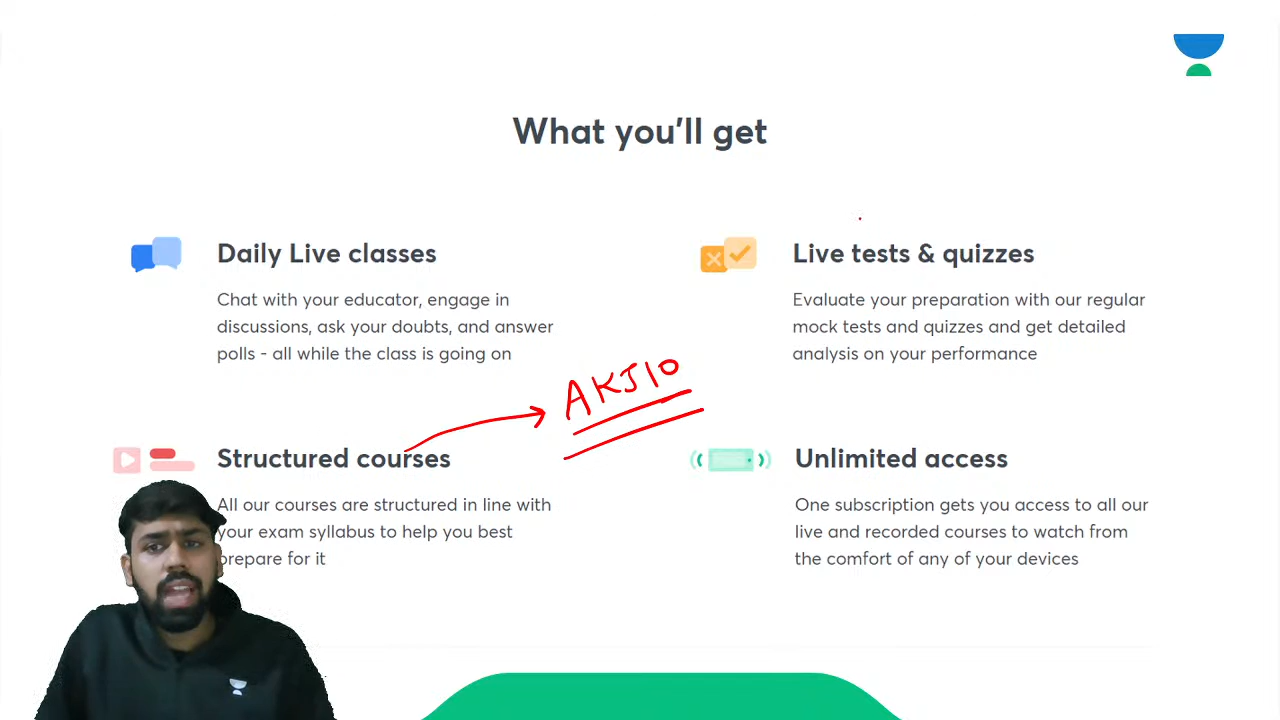 What you'll get
Daily Live classes
Chat with your educator, engage in
discussions, ask your doubts, and answer
polls - all while the class is going on
Live tests & quizzes
Evaluate your preparation with our regular
mock tests and quizzes and get detailed
analysis on your performance
AKJ10
Structured courses
All our courses are structured in line with
your exam syllabus to help you best
prepare for it
Unlimited access
One subscription gets you access to all our
live and recorded courses to watch from
the comfort of any of your devices